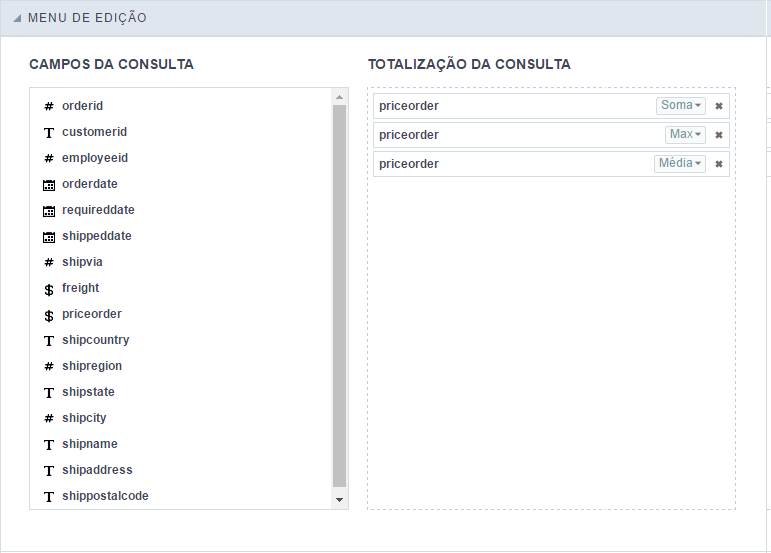 MENU DE EDIÇÃO
CAMPOS DA CONSULTA
orderid
customerid
employeeid
orderdate
requireddate
shippeddate
shipvia
freight
priceorder
shipcountry
shipregion
shipstate
shipcity
shipname
shipaddress
shippostalcode
TOTALIZAÇÃO DA CONSULTA
priceorder Soma
priceorder Max
priceorder Média